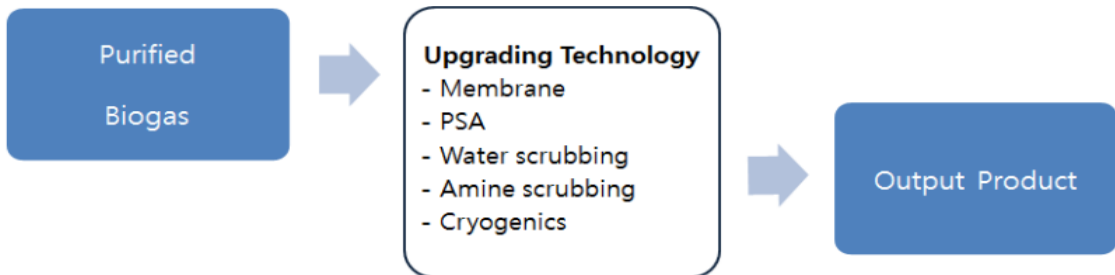 Purified
Biogas
Upgrading Technology
- Membrane
- PSA
- Water scrubbing
- Amine scrubbing
- Cryogenics
Output Product